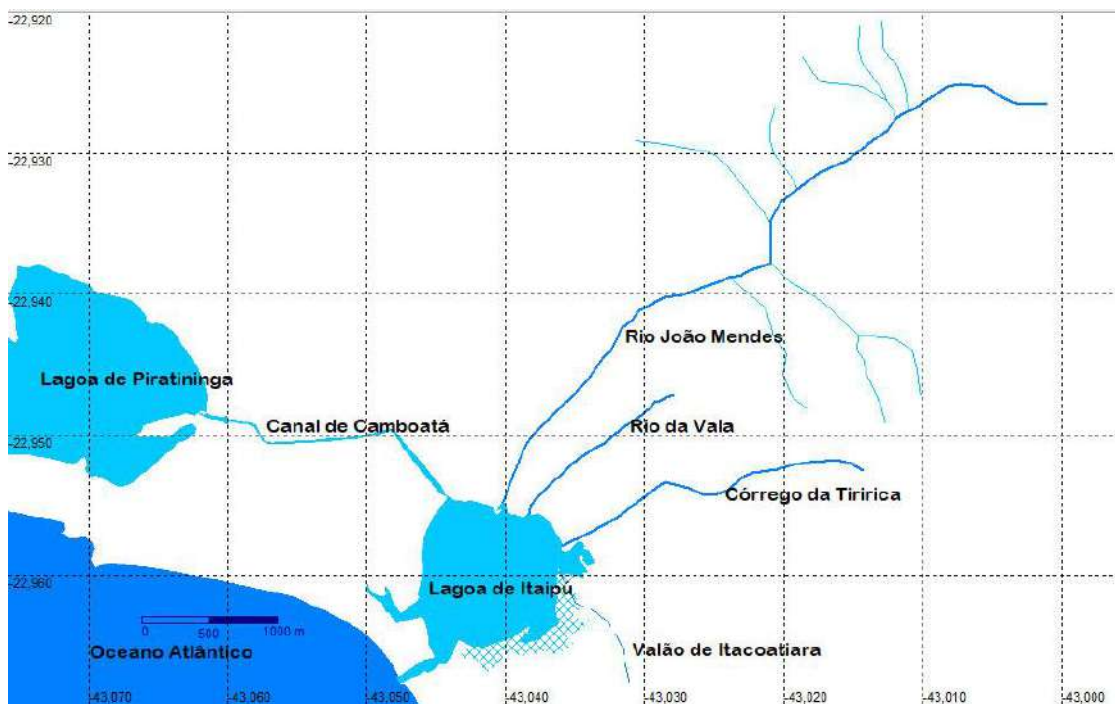 -22,920
-22,930
-22,940
Rio João Mendes
Lagoa de Piratininga
Canal de Camboatá
Rio da Vala
-22,950
Córrego da Tiririca
-22,960
Lagoa de Itaipú
0 500 1000 m
Oceano Atlântico
Valão de Itacoatiara
-43,070 -43,060 -43,050 -43,040 -43,030 -43,020 -43,010 -43,000